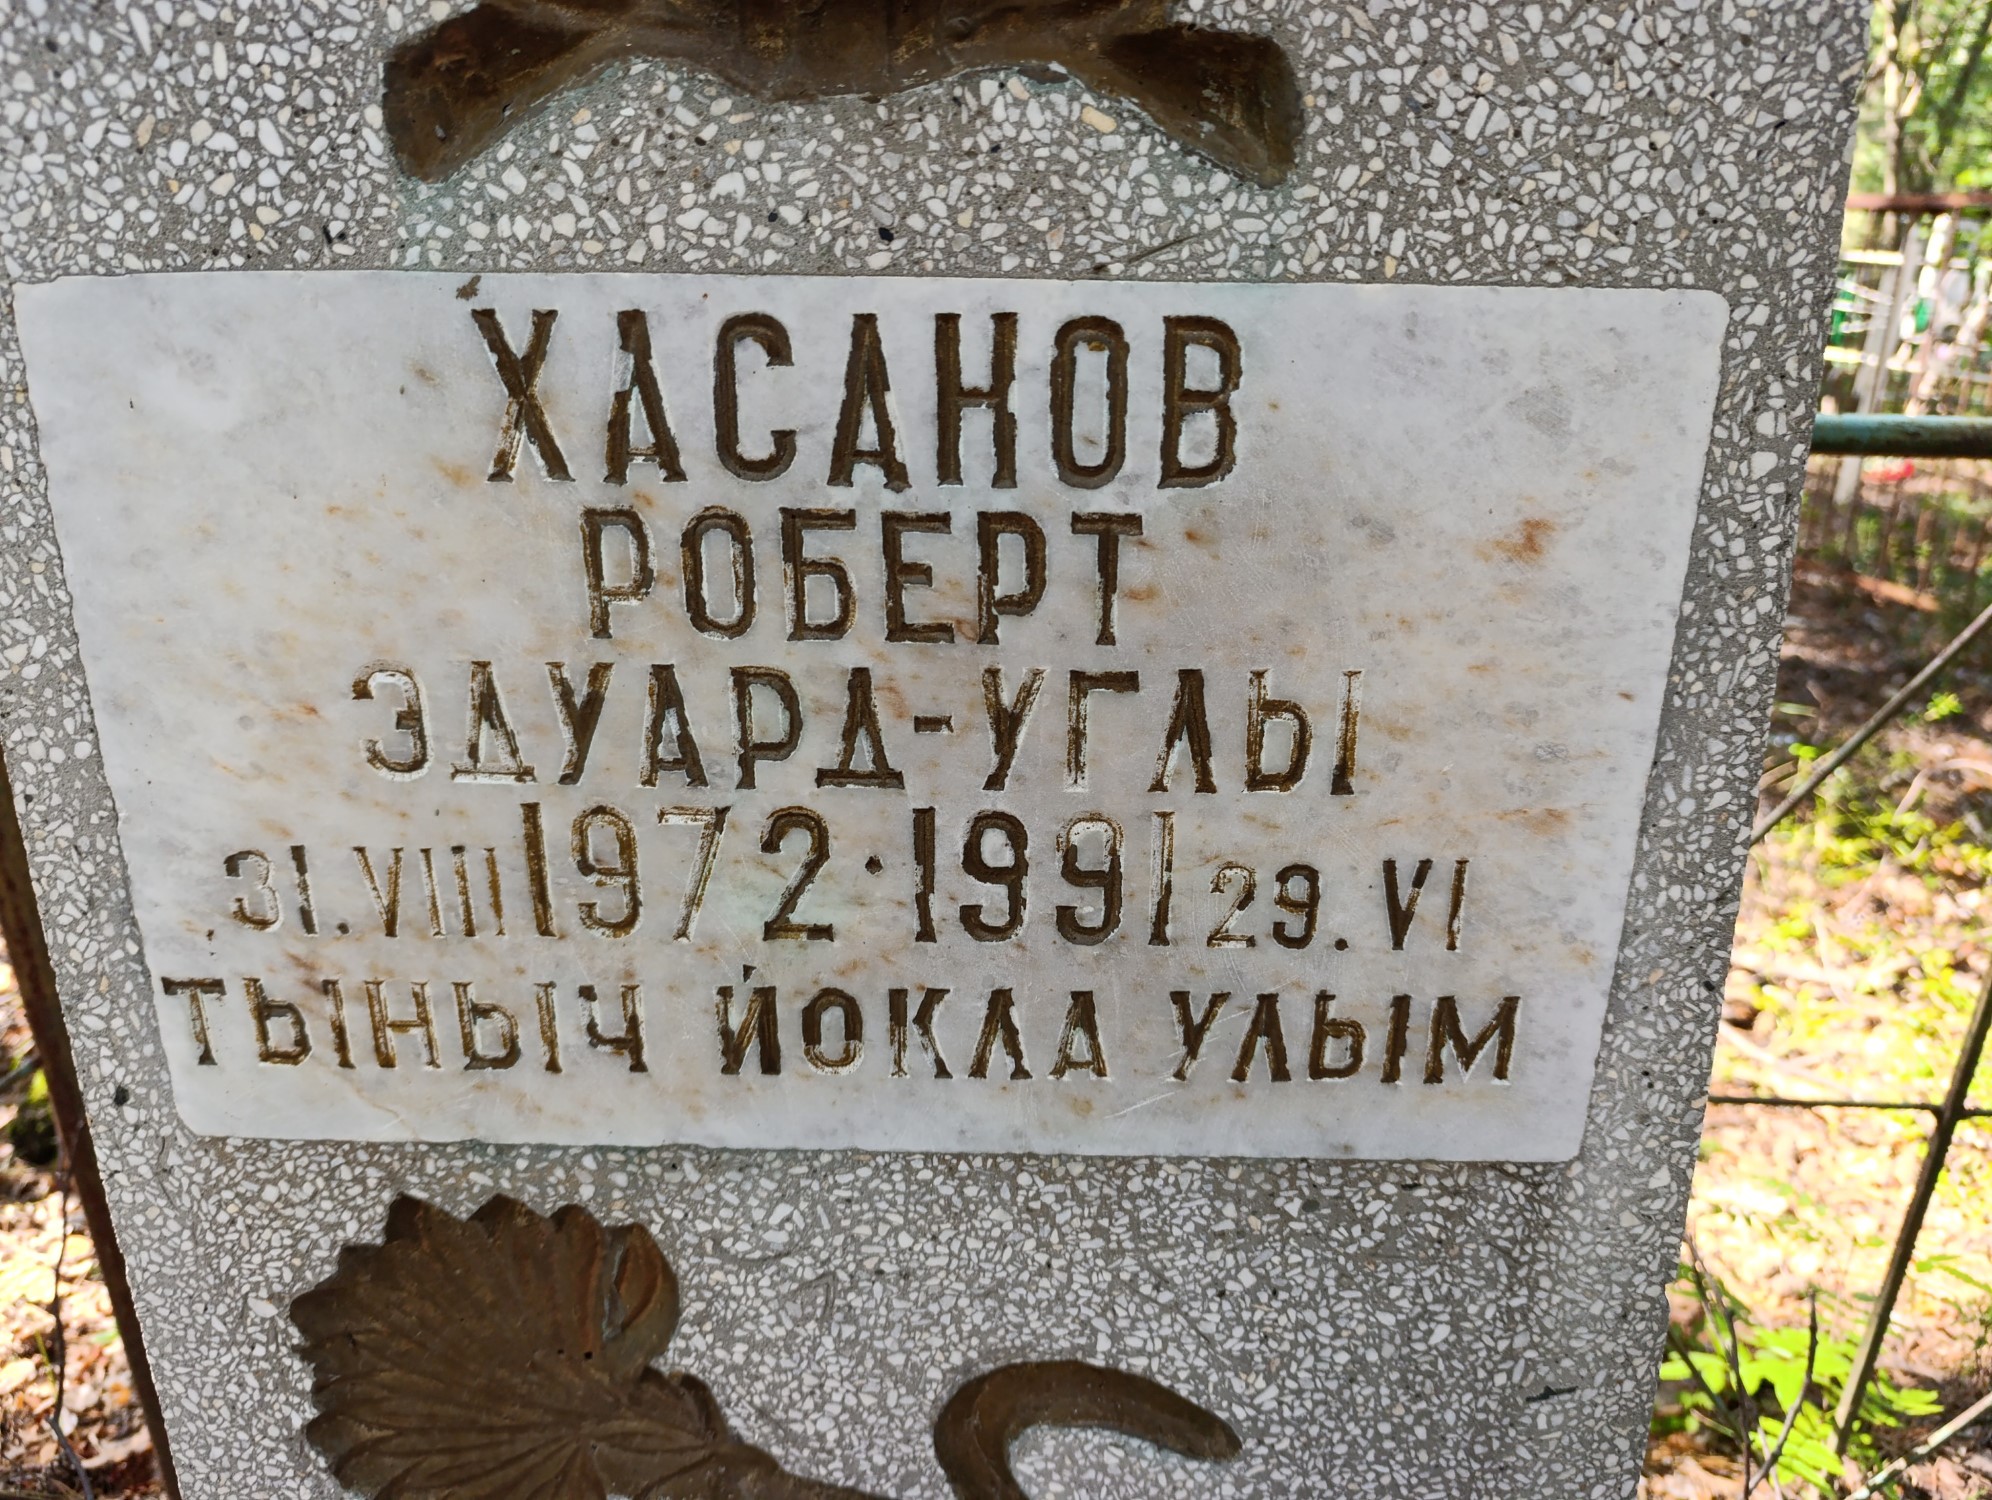 ХАСАНОВ
РОБЕРТ
ЭДУАРД-УГЛЫ
31.VIII 1972·1991 29.VI
ТЫНЫЧ ЙОКЛА УЛЫМ